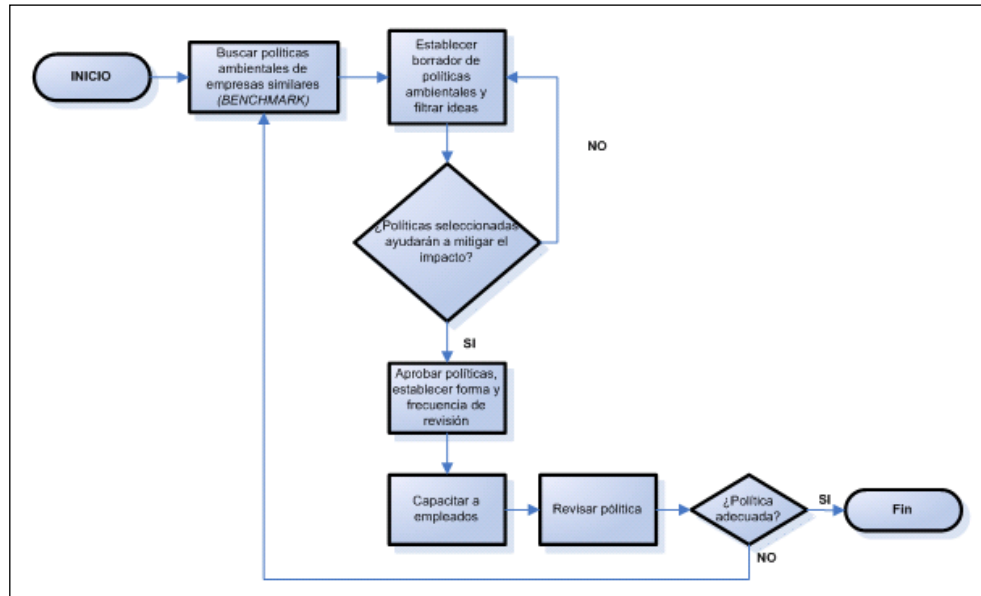 INICIO
Buscar políticas
ambientales de
empresas similares
(BENCHMARK)
Establecer
borrador de
políticas
ambientales y
filtrar ideas
NO
¿Políticas seleccionadas
ayudarán a mitigar el
impacto?
SI
Aprobar políticas,
establecer forma y
frecuencia de
revisión
Capacitar a
empleados
Revisar pólitica
¿Política
adecuada?
SI
Fin
NO